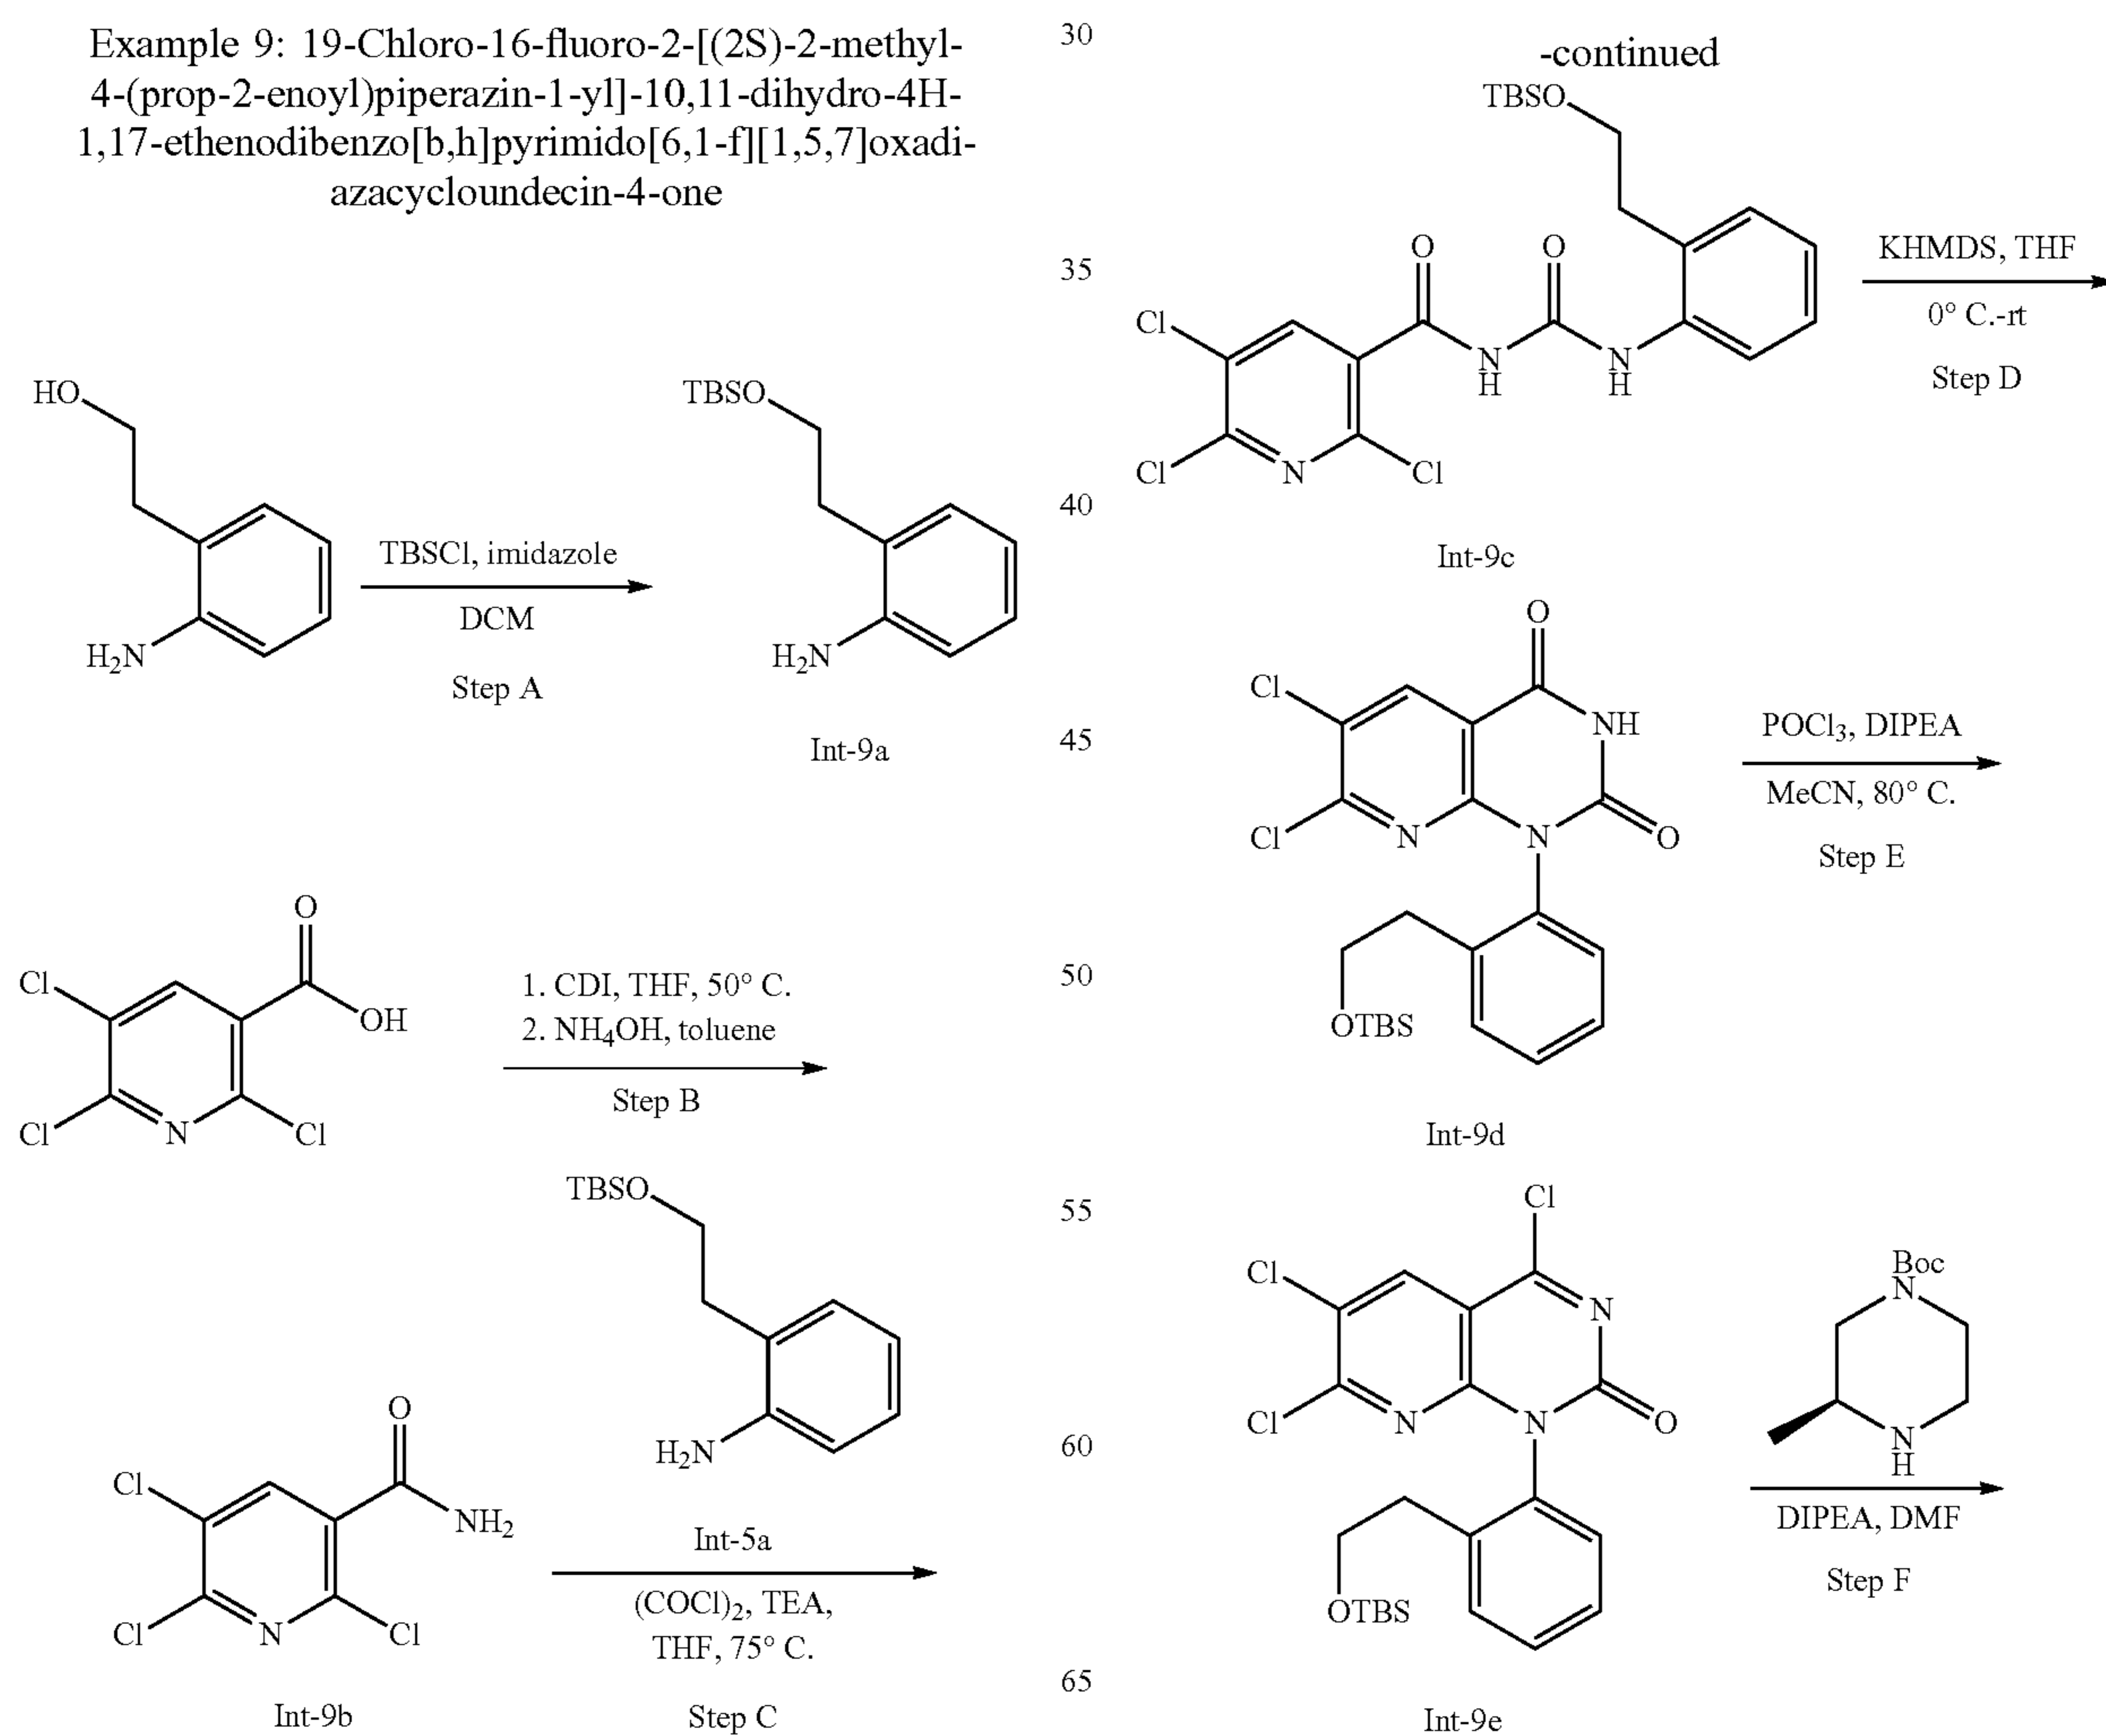 Example 9: 19-Chloro-16-fluoro-2-[(2S)-2-methyl-
4-(prop-2-enoyl)piperazin-1-yl]-10,11-dihydro-4H-
1,17-ethenodibenzo[b,h]pyrimido[6,1-f][1,5,7]oxadi-
azacycloundecin-4-one
HO
H₂N
TBSCl, imidazole
DCM
Step A
TBSO
H₂N
Int-9a
Cl
Cl
N
Cl
O
OH
1. CDI, THF, 50° C.
2. NH₄OH, toluene
Step B
Cl
Cl
N
Cl
O
NH₂
Int-9b
TBSO
H₂N
Int-5a
(COCl)₂, TEA,
THF, 75° C.
Step C
30
35
40
45
50
55
60
65
-continued
TBSO
O
O
Cl
Cl
N
Cl
N
H
N
H
Int-9c
KHMDS, THF
0° C.-rt
Step D
O
Cl
NH
Cl
N
N
O
OTBS
Int-9d
POCl₃, DIPEA
MeCN, 80° C.
Step E
Cl
Cl
N
Cl
N
N
O
OTBS
Int-9e
Boc
N
N
H
DIPEA, DMF
Step F